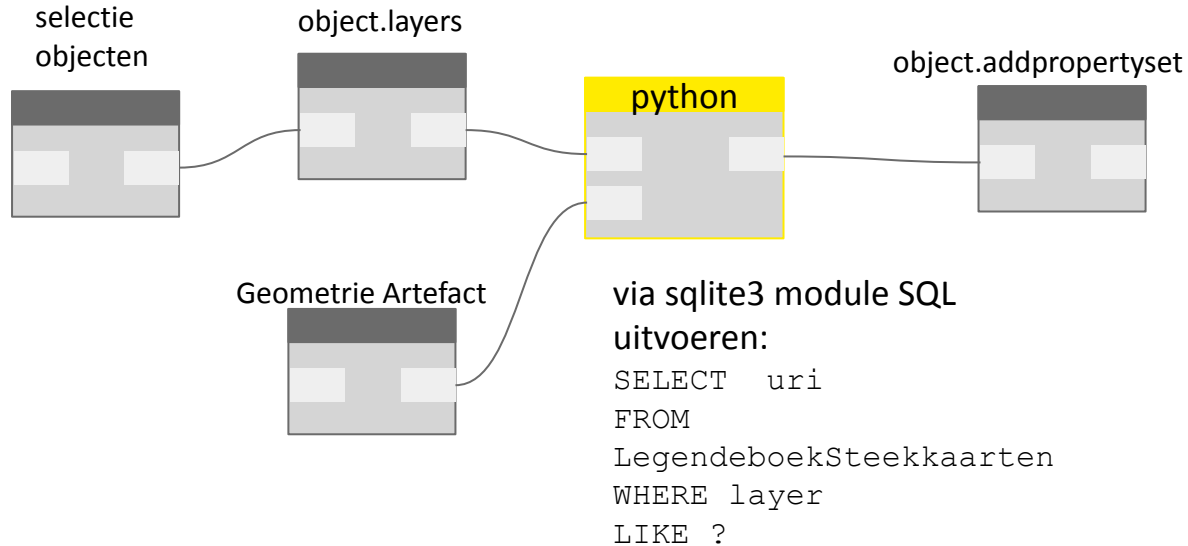 selectie
objecten
object.layers
python
object.addpropertyset
Geometrie Artefact
via sqlite3 module SQL
uitvoeren:
SELECT uri
FROM
LegendeboekSteekkaarten
WHERE layer
LIKE ?